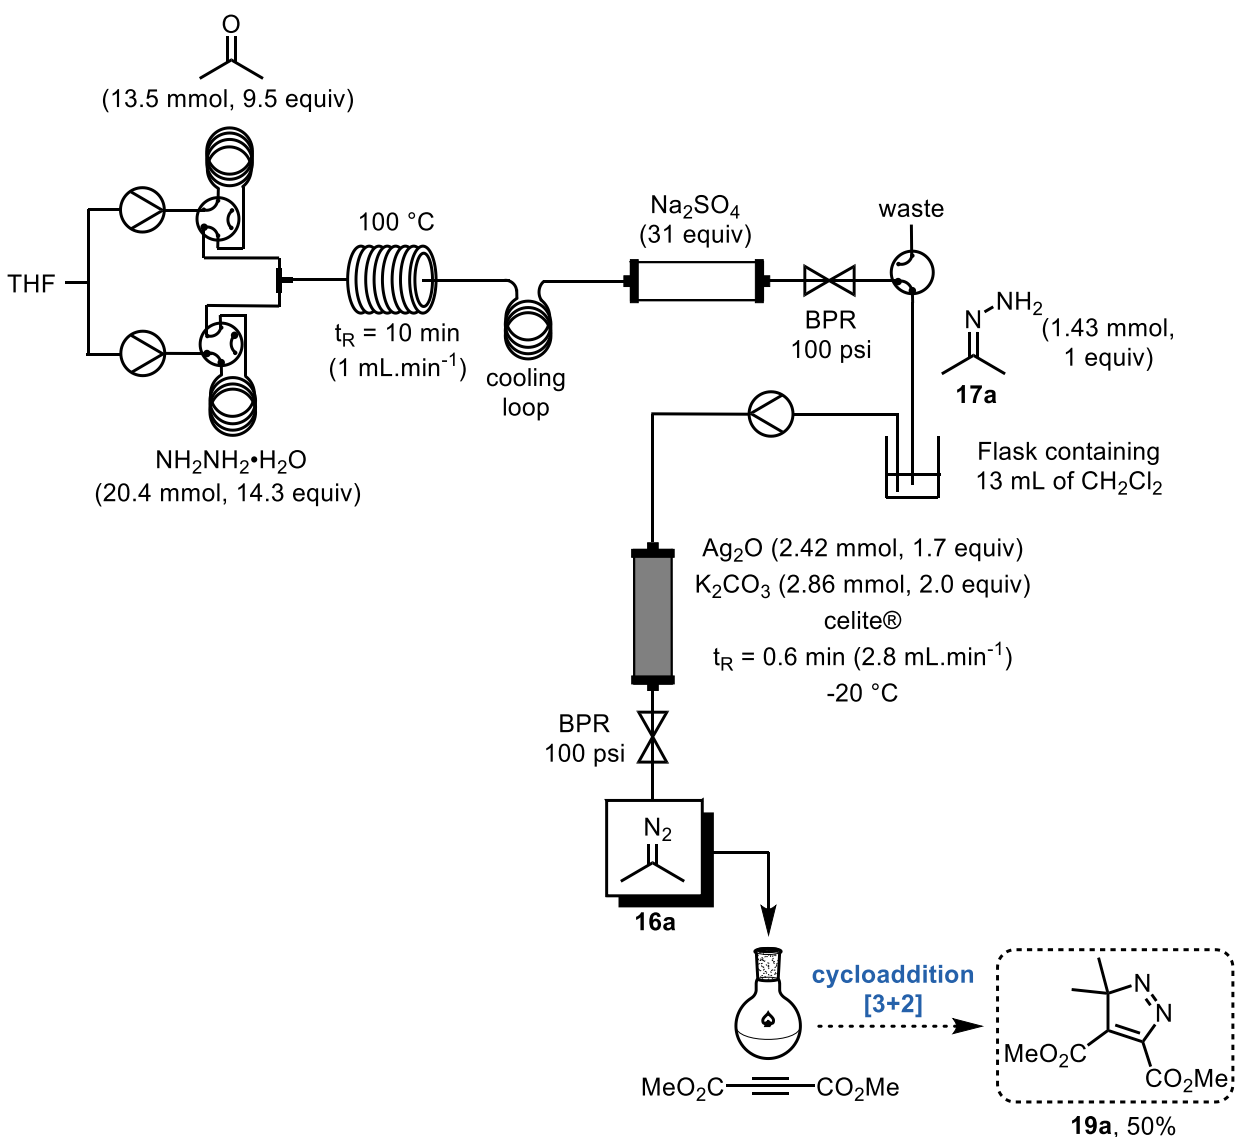 O
(13.5 mmol, 9.5 equiv)
THF
100 °C
t_R = 10 min
(1 mL.min⁻¹)
cooling
loop
NH₂NH₂•H₂O
(20.4 mmol, 14.3 equiv)
Na₂SO₄
(31 equiv)
BPR
100 psi
waste
N
NH₂
(1.43 mmol,
1 equiv)
17a
Flask containing
13 mL of CH₂Cl₂
Ag₂O (2.42 mmol, 1.7 equiv)
K₂CO₃ (2.86 mmol, 2.0 equiv)
celite®
t_R = 0.6 min (2.8 mL.min⁻¹)
-20 °C
BPR
100 psi
N₂
16a
cycloaddition
[3+2]
MeO₂C
CO₂Me
N
N
MeO₂C
CO₂Me
19a, 50%